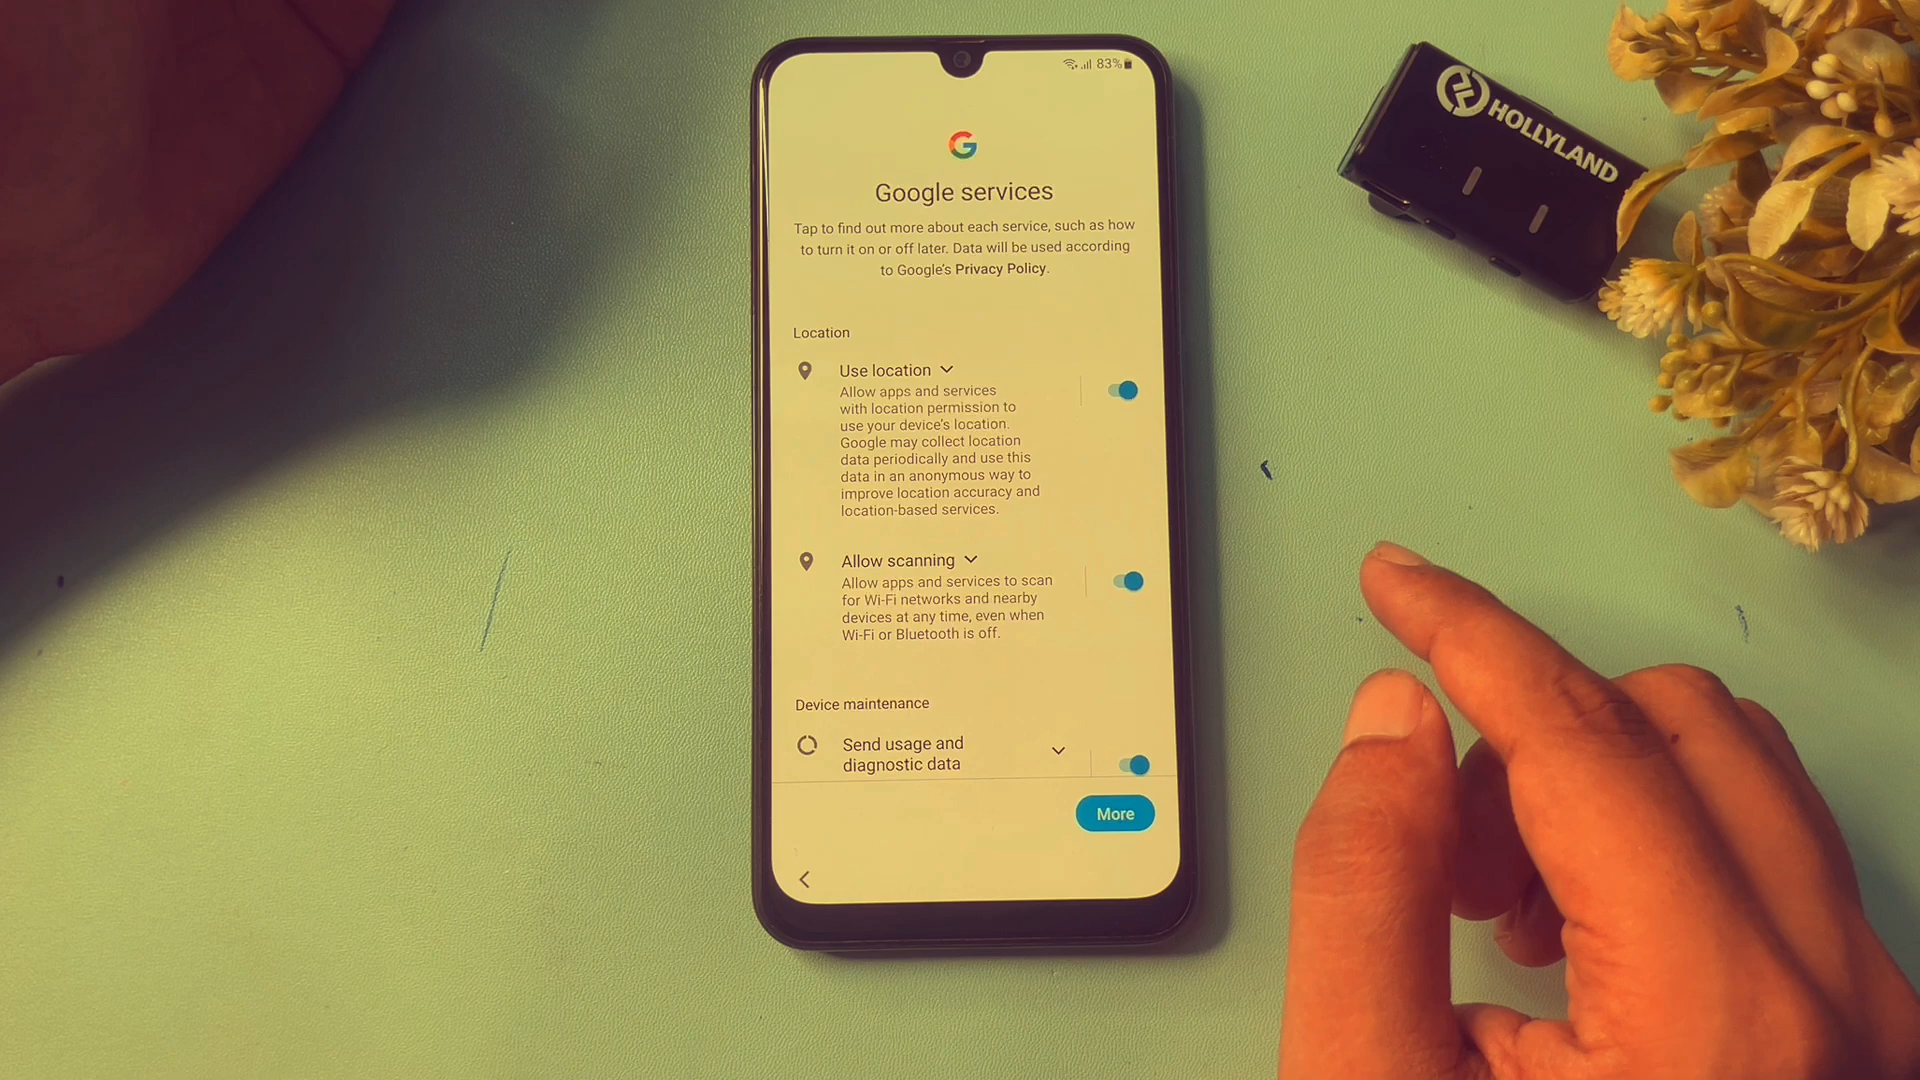 83%
Google services
Tap to find out more about each service, such as how
to turn it on or off later. Data will be used according
to Google's Privacy Policy.
Location
Use location
Allow apps and services
with location permission to
use your device's location.
Google may collect location
data periodically and use this
data in an anonymous way to
improve location accuracy and
location-based services.
Allow scanning
Allow apps and services to scan
for Wi-Fi networks and nearby
devices at any time, even when
Wi-Fi or Bluetooth is off.
Device maintenance
Send usage and
diagnostic data
More
HOLLYLAND